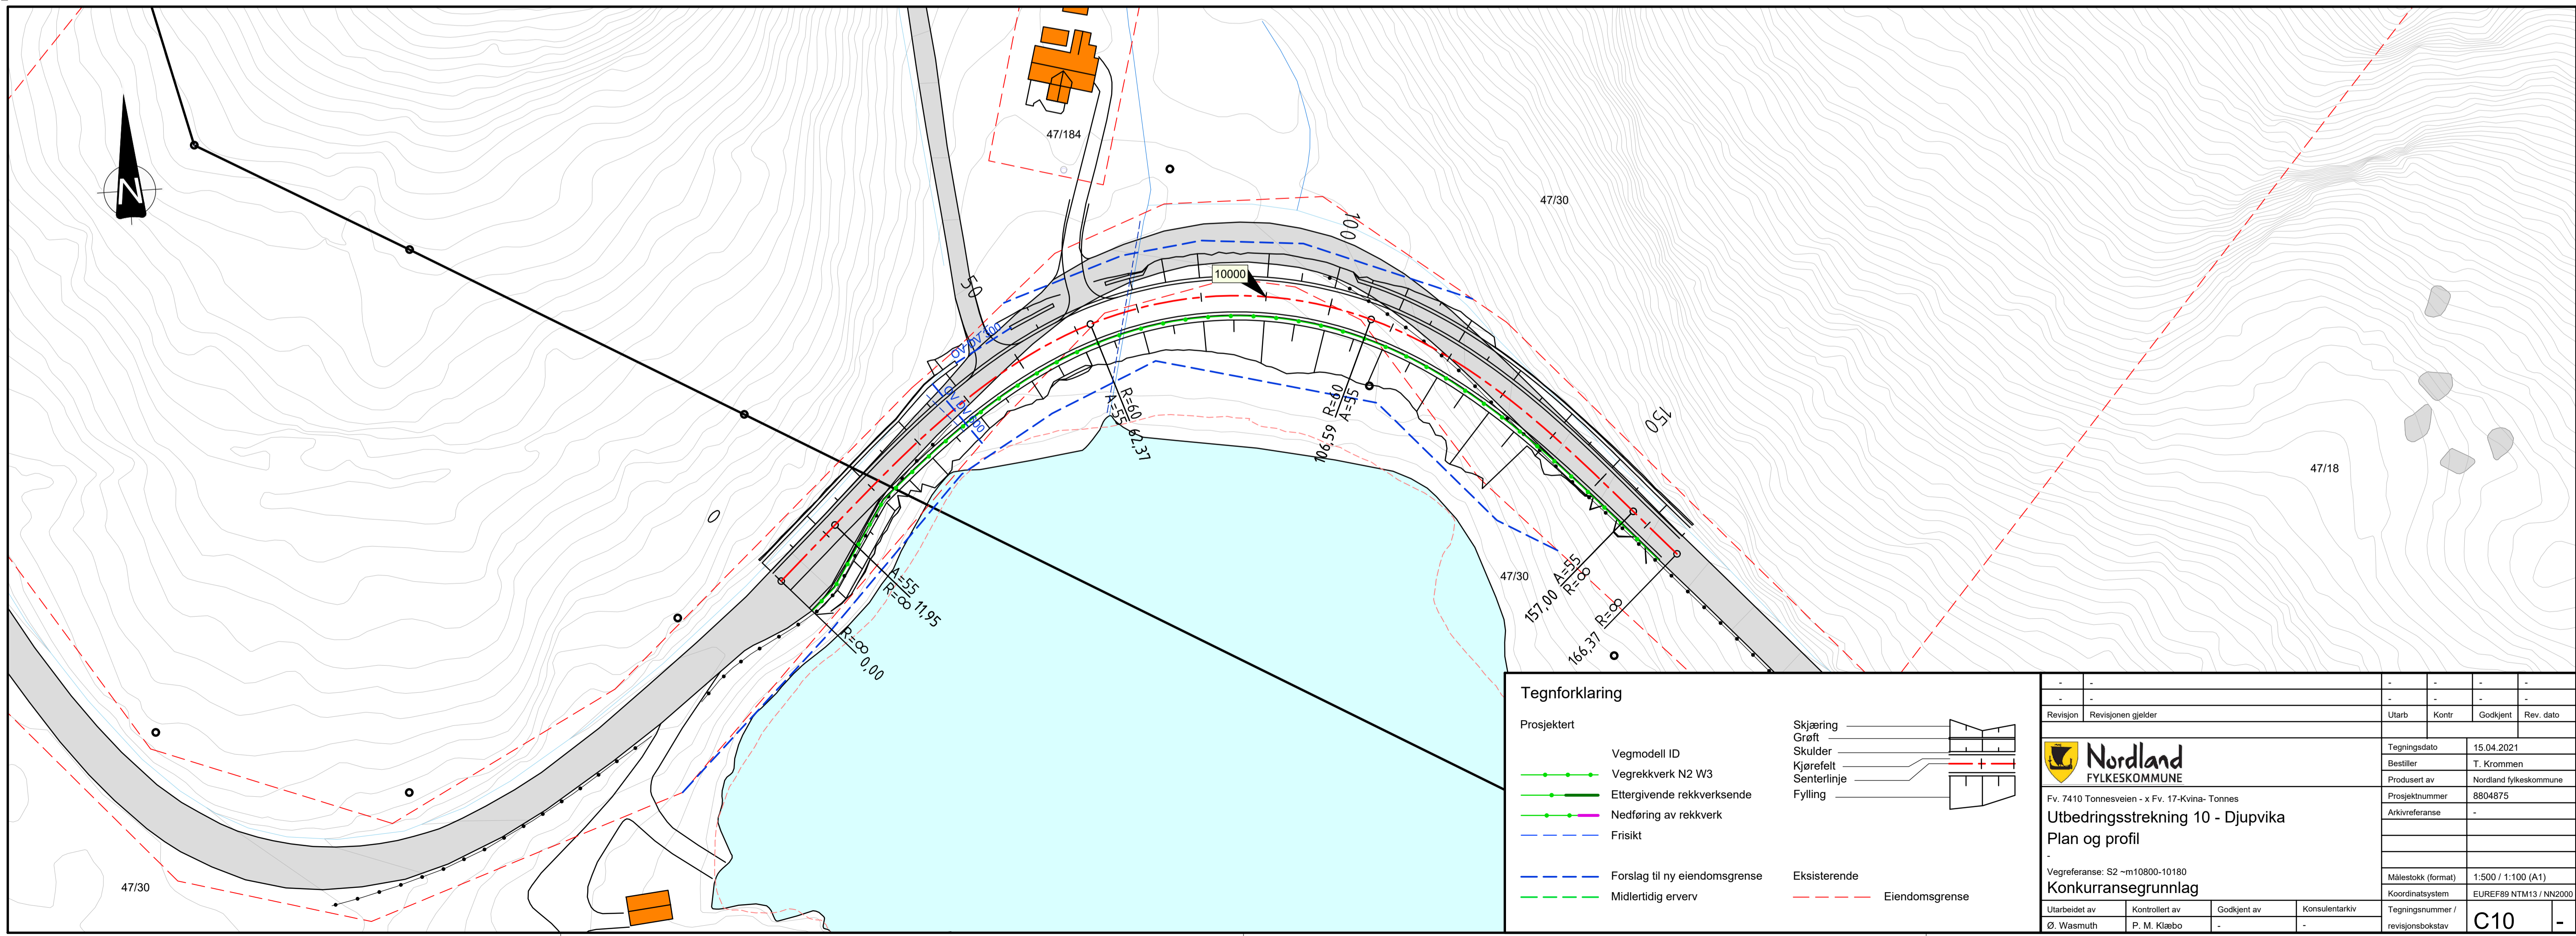 N
47/184
47/30
100
10000
50
OV DV 300
OV DV 600
R=60
A=55 62,37
R=60
106,59 A=55
150
0
47/18
A=55
R=∞ 11,95
R=∞
0,00
47/30
A=55
157,00 R=∞
R=∞
166,37
47/30
Tegnforklaring
Prosjektert
Vegmodell ID
Vegrekkverk N2 W3
Ettergivende rekkverksende
Nedføring av rekkverk
Frisikt
Forslag til ny eiendomsgrense
Midlertidig erverv
Skjæring
Grøft
Skulder
Kjørefelt
Senterlinje
Fylling
Eksisterende
Eiendomsgrense
- - - - - -
- - - - - -
Revisjon Revisjonen gjelder Utarb Kontr Godkjent Rev. dato
Nordland
FYLKESKOMMUNE
Tegningsdato 15.04.2021
Bestiller T. Krommen
Produsert av Nordland fylkeskommune
Prosjektnummer 8804875
Arkivreferanse -
Fv. 7410 Tonnesveien - x Fv. 17-Kvina- Tonnes
Utbedringsstrekning 10 - Djupvika
Plan og profil
-
Vegreferanse: S2 ~m10800-10180
Konkurransegrunnlag
Målestokk (format) 1:500 / 1:100 (A1)
Koordinatsystem EUREF89 NTM13 / NN2000
Utarbeidet av Kontrollert av Godkjent av Konsulentarkiv
Ø. Wasmuth P. M. Klæbo - -
Tegningsnummer /
revisjonsbokstav C10 -